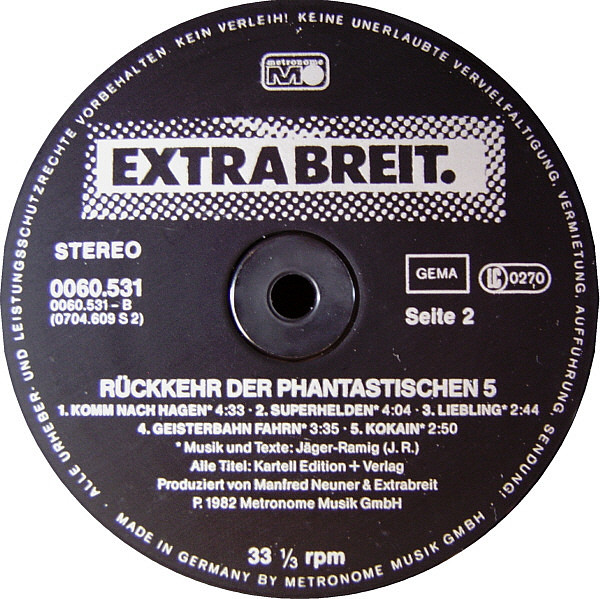 ALLE URHEBER- UND LEISTUNGSSCHUTZRECHTE VORBEHALTEN. KEIN VERLEIH! KEINE UNERLAUBTE VERVIELFÄLTIGUNG, VERMIETUNG, AUFFÜHRUNG, SENDUNG!
metronome
M
EXTRABREIT.
STEREO
0060.531
0060.531-B
(0704.609 S 2)
GEMA
LC 0270
Seite 2
RÜCKKEHR DER PHANTASTISCHEN 5
1. KOMM NACH HAGEN* 4:33 · 2. SUPERHELDEN* 4:04 · 3. LIEBLING* 2:44
4. GEISTERBAHN FAHRN* 3:35 · 5. KOKAIN* 2:50
*Musik und Texte: Jäger-Ramig (J. R.)
Alle Titel: Kartell Edition + Verlag
Produziert von Manfred Neuner & Extrabreit
P. 1982 Metronome Musik GmbH
33 1/3 rpm
· MADE IN GERMANY BY METRONOME MUSIK GMBH ·